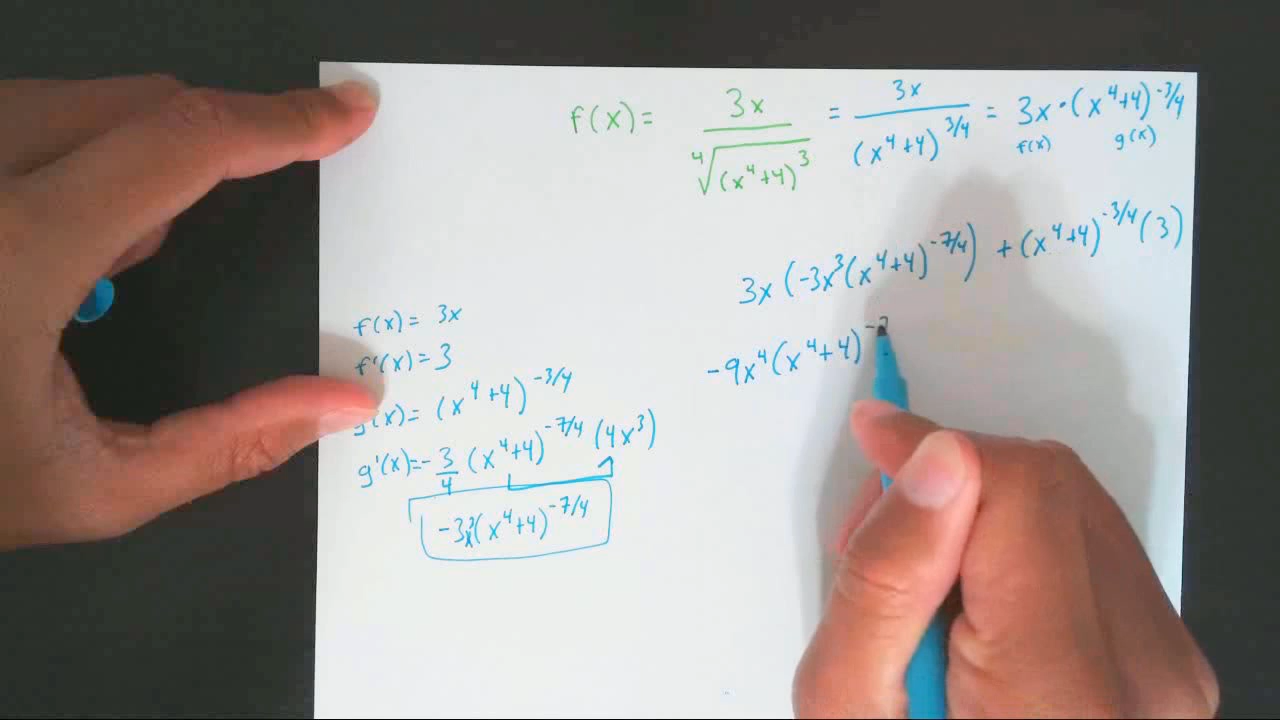 f(x) = 3x / ⁴√(x⁴+4)³ = 3x / (x⁴+4)^3/4 = 3x • (x⁴+4)^-3/4
f(x) g(x)
3x (-3x³(x⁴+4)^-7/4) + (x⁴+4)^-3/4 (3)
-9x⁴(x⁴+4)^-
f(x) = 3x
f'(x) = 3
g(x) = (x⁴+4)^-3/4
g'(x) = -3/4 (x⁴+4)^-7/4 (4x³)
-3x³(x⁴+4)^-7/4